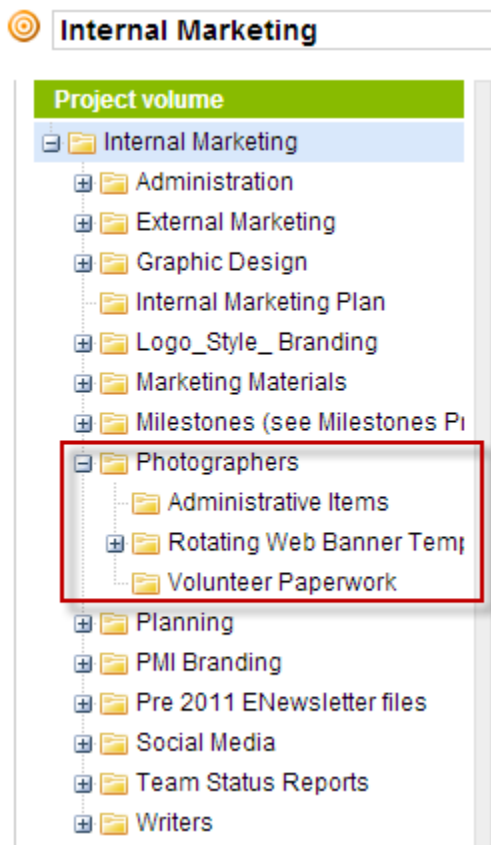 Internal Marketing
Project volume
Internal Marketing
Administration
External Marketing
Graphic Design
Internal Marketing Plan
Logo_Style_ Branding
Marketing Materials
Milestones (see Milestones
Photographers
Administrative Items
Rotating Web Banner
Volunteer Paperwork
Planning
PMI Branding
Pre 2011 ENewsletter files
Social Media
Team Status Reports
Writers